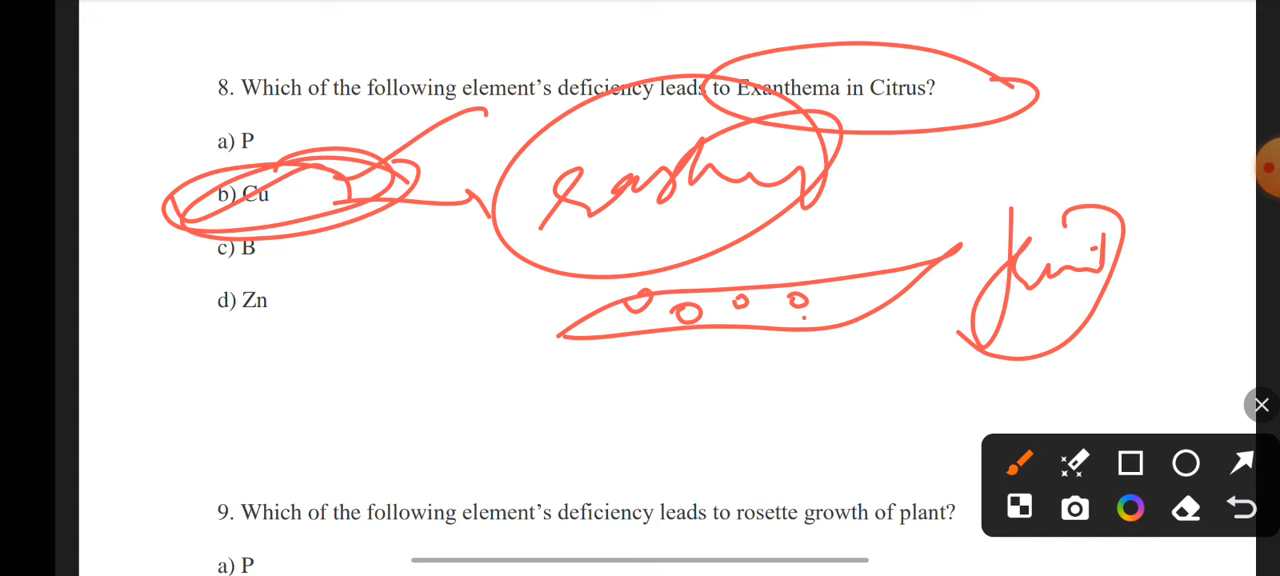 8. Which of the following element's deficiency leads to Exanthema in Citrus?
a) P
b) Cu
c) B
d) Zn
9. Which of the following element's deficiency leads to rosette growth of plant?
a) P